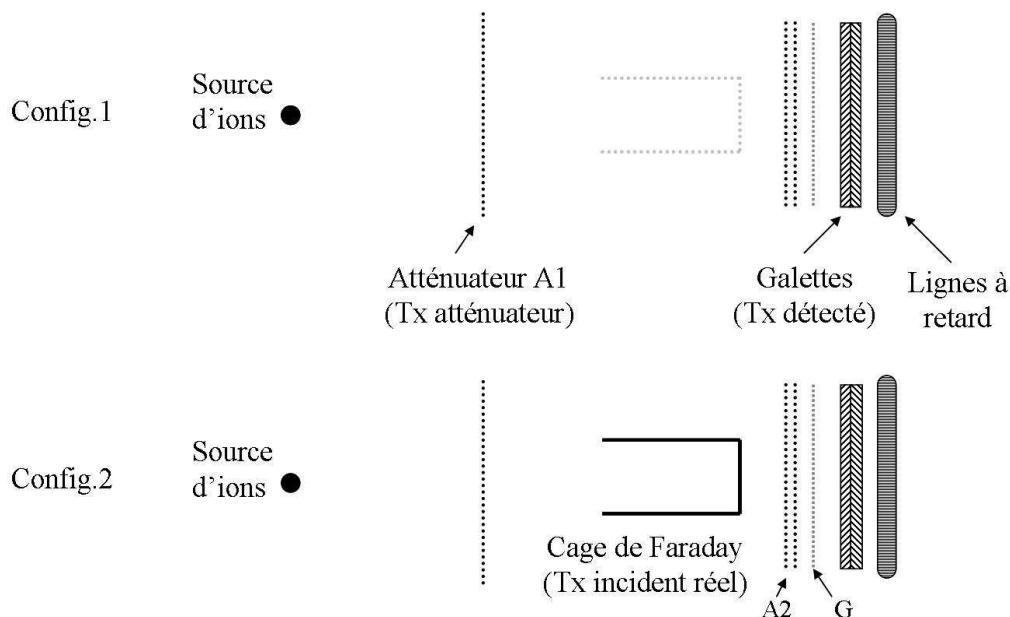 Config.1
Source
d'ions
Atténuateur A1
(Tx atténuateur)
Galettes
(Tx détecté)
Lignes à
retard
Config.2
Source
d'ions
Cage de Faraday
(Tx incident réel)
A2
G